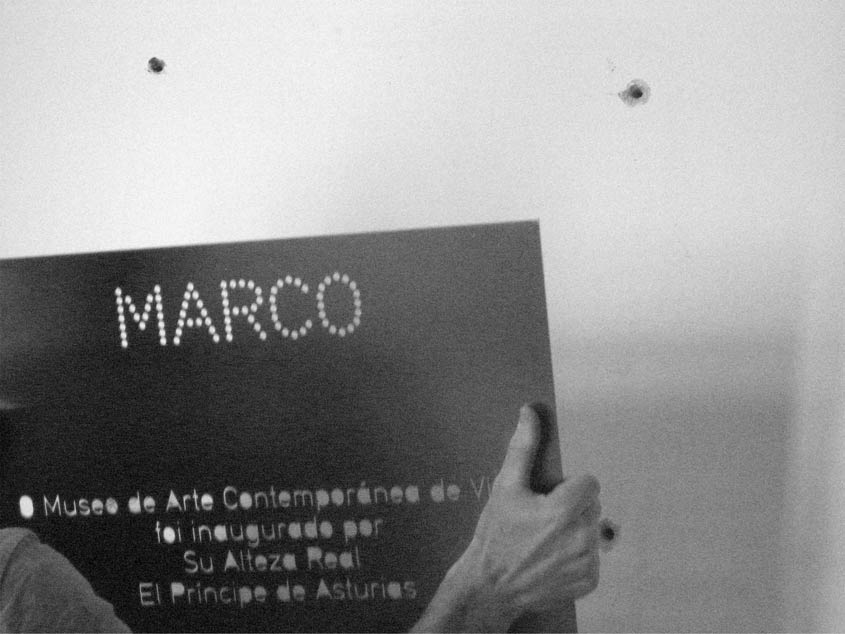 MARCO
O Museo de Arte Contemporánea de
foi inaugurado por
Su Alteza Real
El Príncipe de Asturias